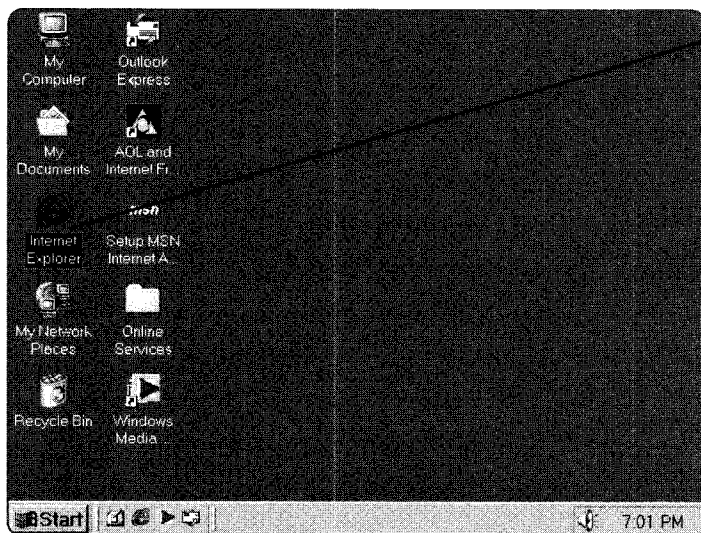 My
Computer
Outlook
Express
My
Documents
AOL and
Internet Fr...
Internet
Explorer
msn
Setup MSN
Internet A...
My Network
Places
Online
Services
Recycle Bin
Windows
Media ...
Start
7:01 PM